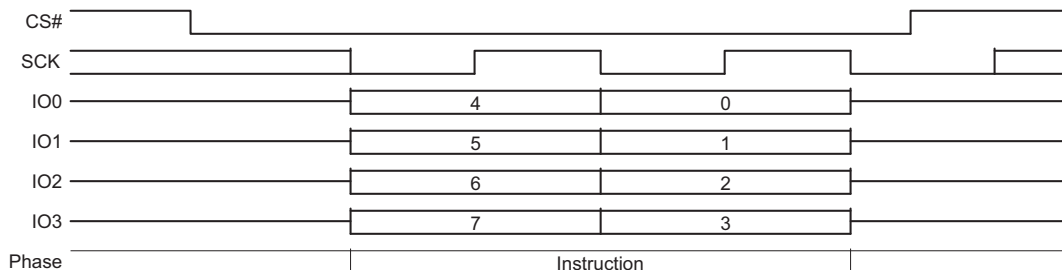 CS#
SCK
IO0 4 0
IO1 5 1
IO2 6 2
IO3 7 3
Phase Instruction